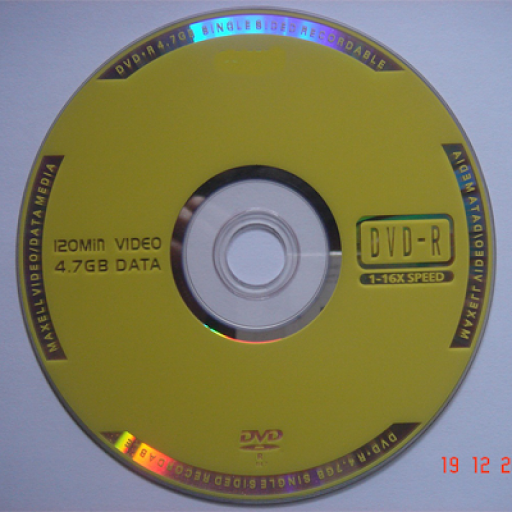 DVD+R 4.7GB SINGLE SIDED RECORDABLE
MAXELL VIDEO/DATA MEDIA
MAXELL VIDEO/DATA MEDIA
120Min VIDEO
4.7GB DATA
DVD-R
1-16X SPEED
DVD
R
DVD+R 4.7GB SINGLE SIDED
19 12 2